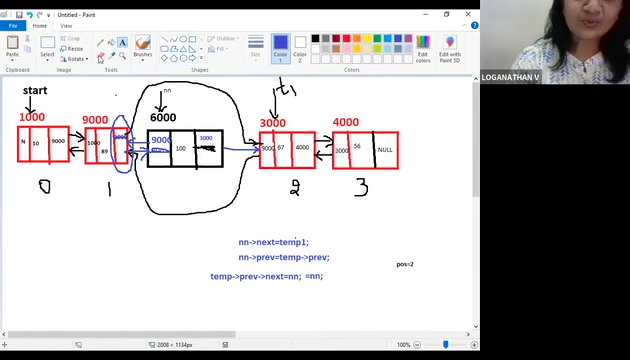 Untitled - Paint
File Home View
Crop
Resize
Rotate
Brushes
Outline
Fill
Size
Color 1
Color 2
Edit colors
Edit with Paint 3D
Image Tools Shapes Colors
LOGANATHAN V
start
nn
t1
1000 9000 6000 3000 4000
N 10 9000
1000 89
9000 100 3000
9000 67 4000
3000 56 NULL
0 1 2 3
nn->next=temp1;
nn->prev=temp->prev;
pos=2
temp->prev->next=nn; =nn;
2008 × 1134px
100%